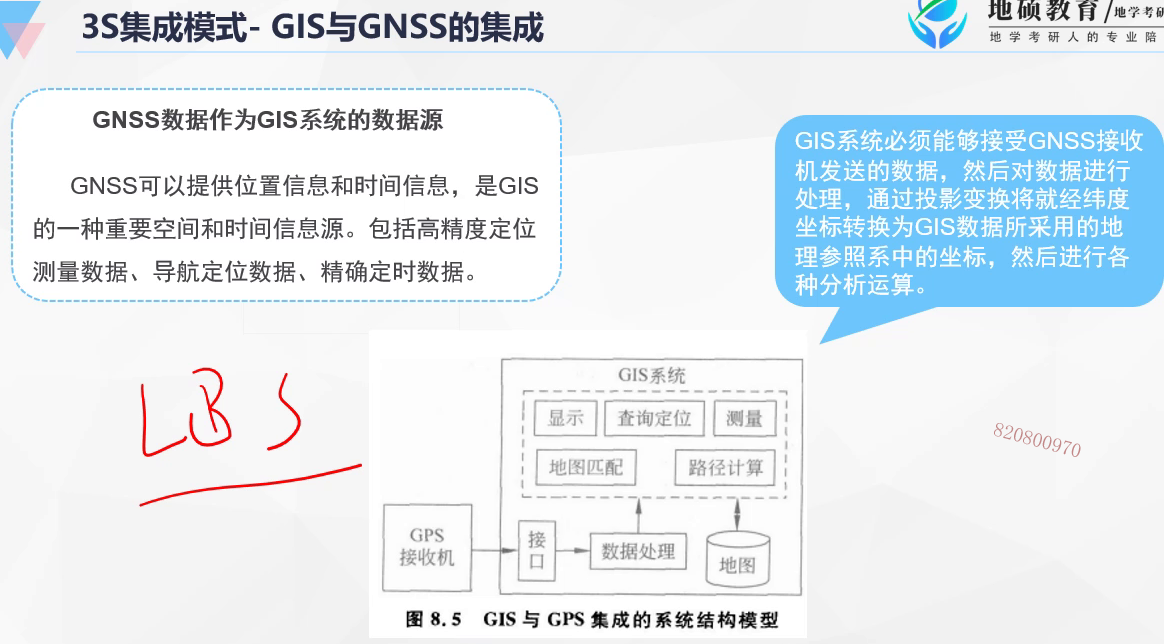 3S集成模式- GIS与GNSS的集成
地硕教育/地学考研
地学考研人的专业陪
GNSS数据作为GIS系统的数据源
GNSS可以提供位置信息和时间信息，是GIS
的一种重要空间和时间信息源。包括高精度定位
测量数据、导航定位数据、精确定时数据。
GIS系统必须能够接受GNSS接收
机发送的数据，然后对数据进行
处理，通过投影变换将就经纬度
坐标转换为GIS数据所采用的地
理参照系中的坐标，然后进行各
种分析运算。
LBS
820800970
GIS系统
显示 查询定位 测量
地图匹配 路径计算
GPS
接收机
接
口
数据处理
地图
图 8.5 GIS 与 GPS 集成的系统结构模型